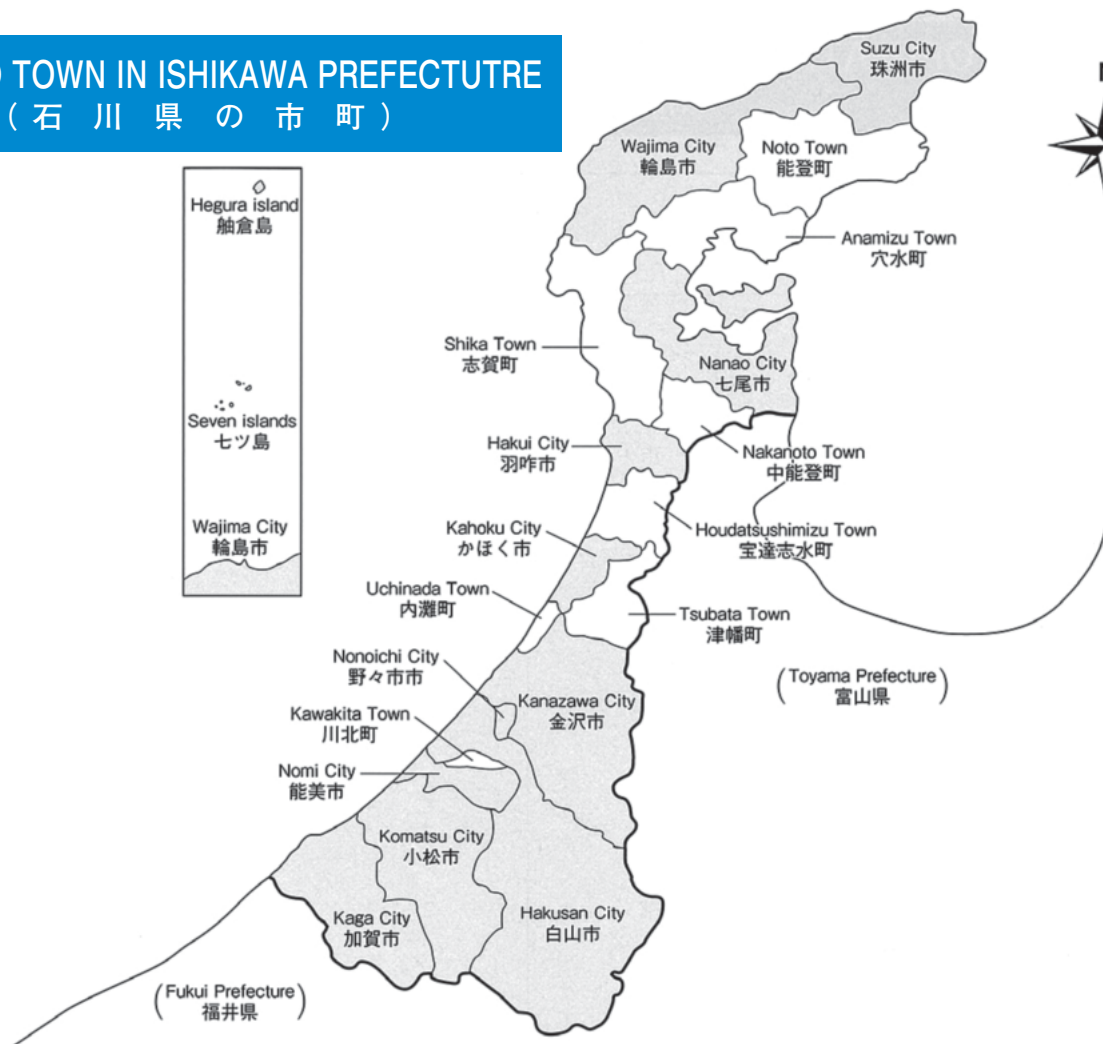 TOWN IN ISHIKAWA PREFECTUTRE
(石川県の市町)
Suzu City
珠洲市
Wajima City
輪島市
Noto Town
能登町
Hegura island
舳倉島
Anamizu Town
穴水町
Shika Town
志賀町
Nanao City
七尾市
Seven islands
七ツ島
Hakui City
羽咋市
Nakanoto Town
中能登町
Wajima City
輪島市
Kahoku City
かほく市
Houdatsushimizu Town
宝達志水町
Uchinada Town
内灘町
Tsubata Town
津幡町
Nonoichi City
野々市市
(Toyama Prefecture)
富山県
Kanazawa City
金沢市
Kawakita Town
川北町
Nomi City
能美市
Komatsu City
小松市
Kaga City
加賀市
Hakusan City
白山市
(Fukui Prefecture)
福井県